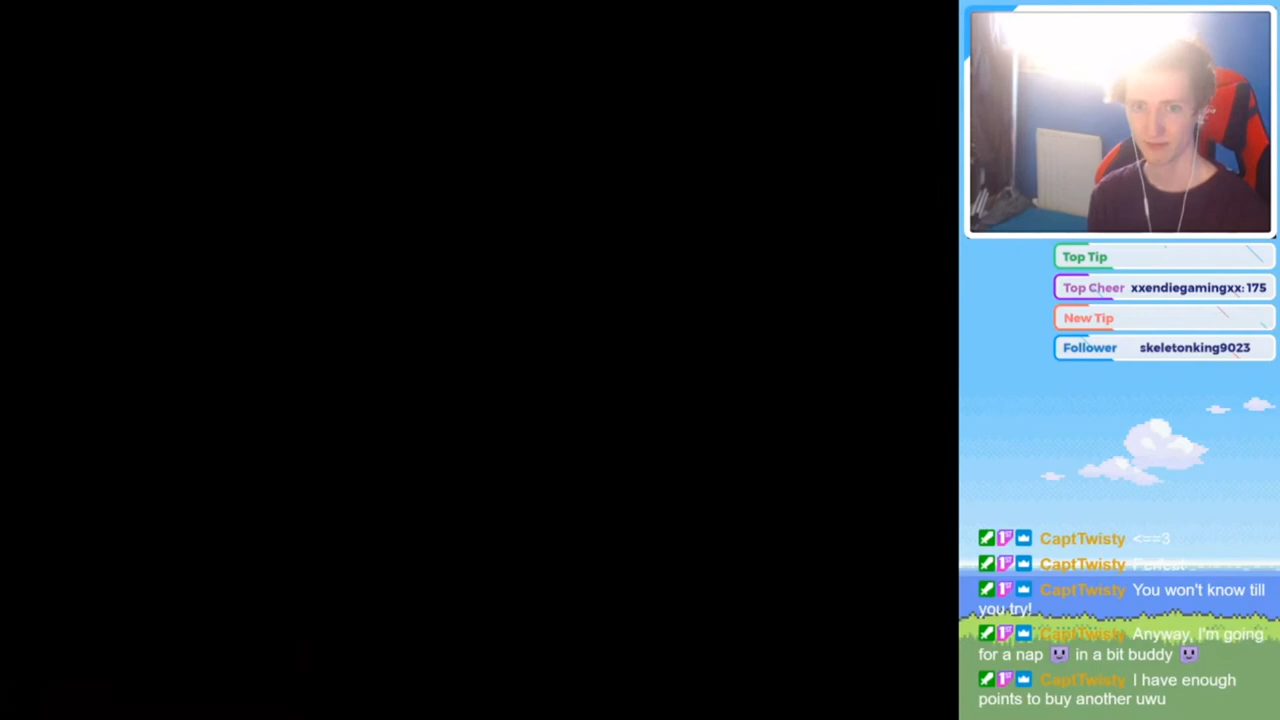 Top Tip
Top Cheer xxendiegamingxx: 175
New Tip
Follower skeletonking9023
CaptTwisty <==3
CaptTwisty Perfect
CaptTwisty You won't know till
you try!
CaptTwisty Anyway, I'm going
for a nap in a bit buddy
CaptTwisty I have enough
points to buy another uwu